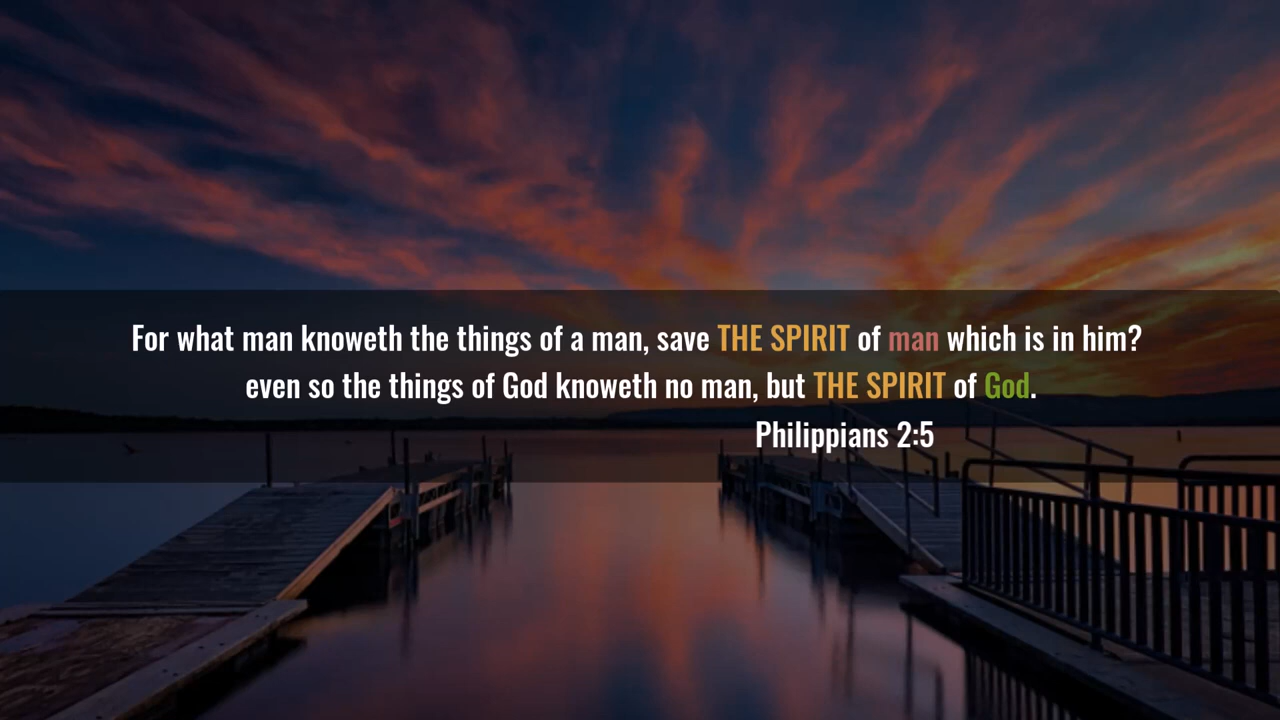 For what man knoweth the things of a man, save THE SPIRIT of man which is in him?
even so the things of God knoweth no man, but THE SPIRIT of God.
Philippians 2:5